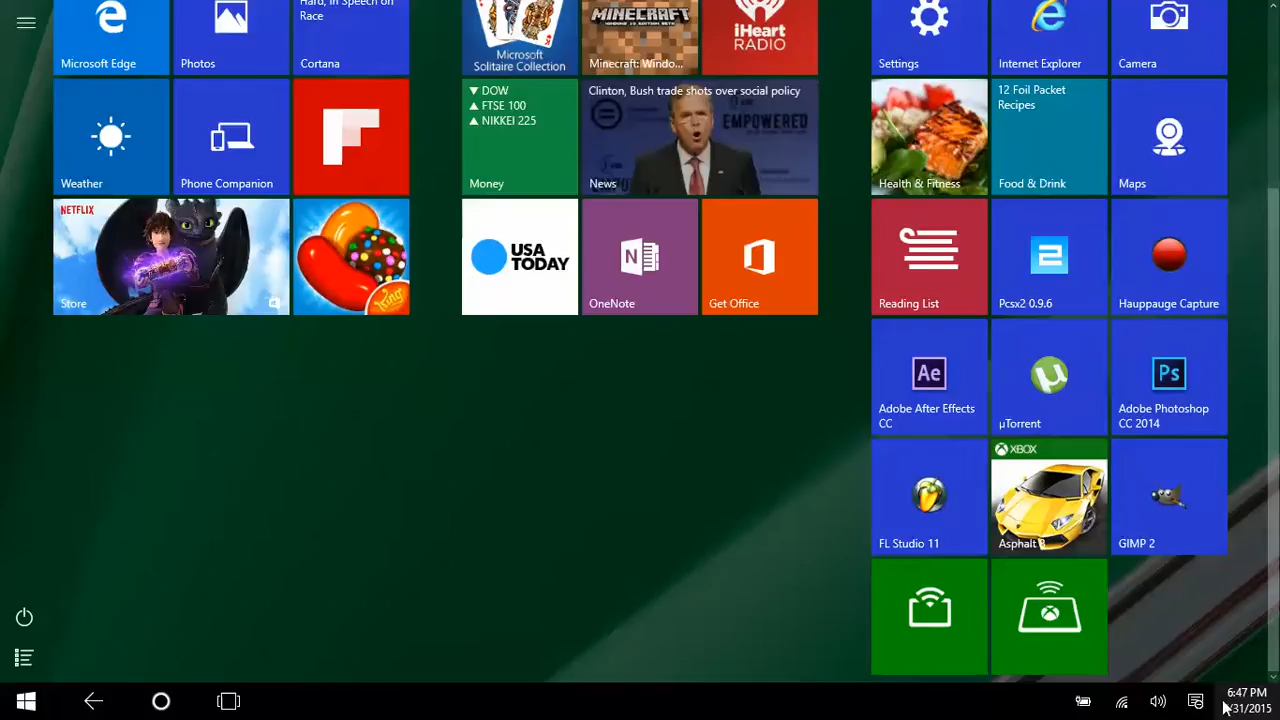 Hard, in Speech on
Race
Microsoft Edge
Photos
Cortana
Microsoft
Solitaire Collection
MINECRAFT
Minecraft: Windo...
iHeart
RADIO
Settings
Internet Explorer
Camera
Weather
Phone Companion
DOW
FTSE 100
NIKKEI 225
Money
Clinton, Bush trade shots over social policy
EMPOWERED
News
Health & Fitness
12 Foil Packet
Recipes
Food & Drink
Maps
NETFLIX
Store
King
USA
TODAY
N
OneNote
Get Office
Reading List
Pcsx2 0.9.6
Hauppauge Capture
Ae
Adobe After Effects
CC
µ
µTorrent
Ps
Adobe Photoshop
CC 2014
FL Studio 11
XBOX
Asphalt 8
GIMP 2
6:47 PM
/31/2015